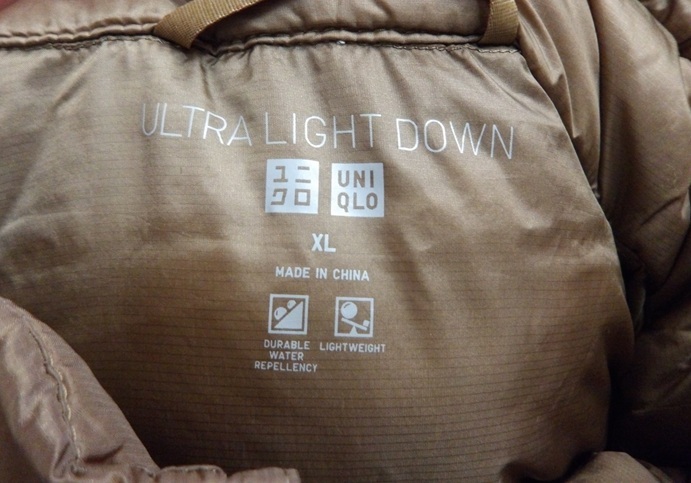 ULTRA LIGHT DOWN
ユニ UNI
クロ QLO
XL
MADE IN CHINA
DURABLE WATER REPELLENCY
LIGHTWEIGHT